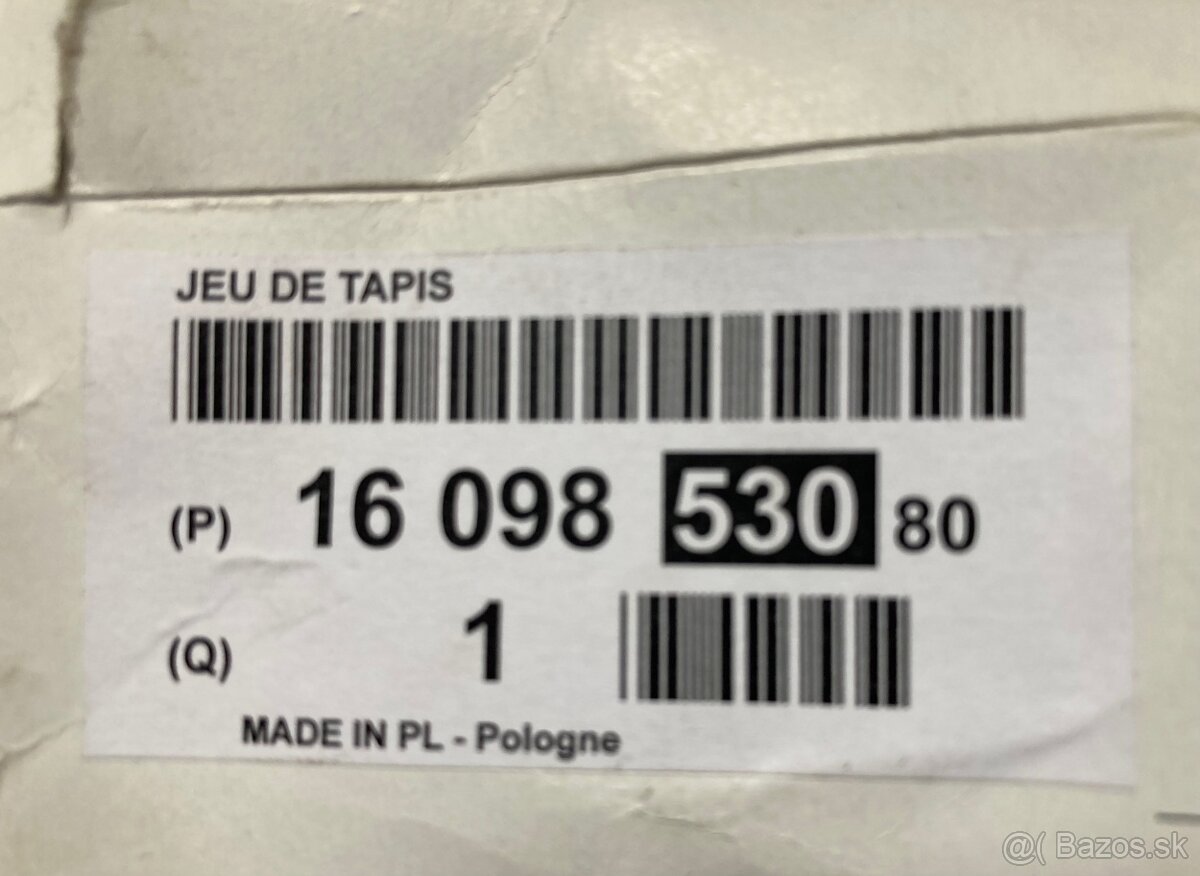 JEU DE TAPIS
(P) 16 098 530 80
(Q) 1
MADE IN PL - Pologne
@( Bazos.sk